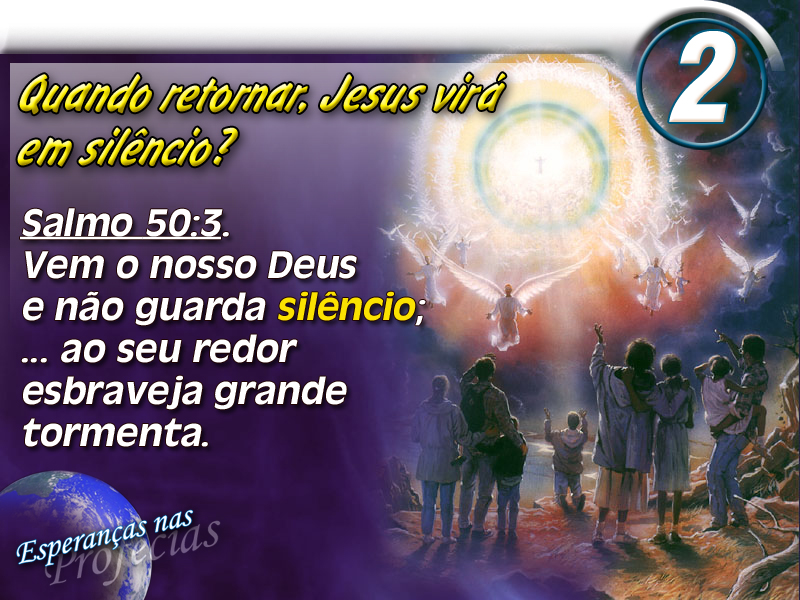 2
Quando retornar, Jesus virá
em silêncio?
Salmo 50:3.
Vem o nosso Deus
e não guarda silêncio;
... ao seu redor
esbraveja grande
tormenta.
Esperanças nas
Profecias